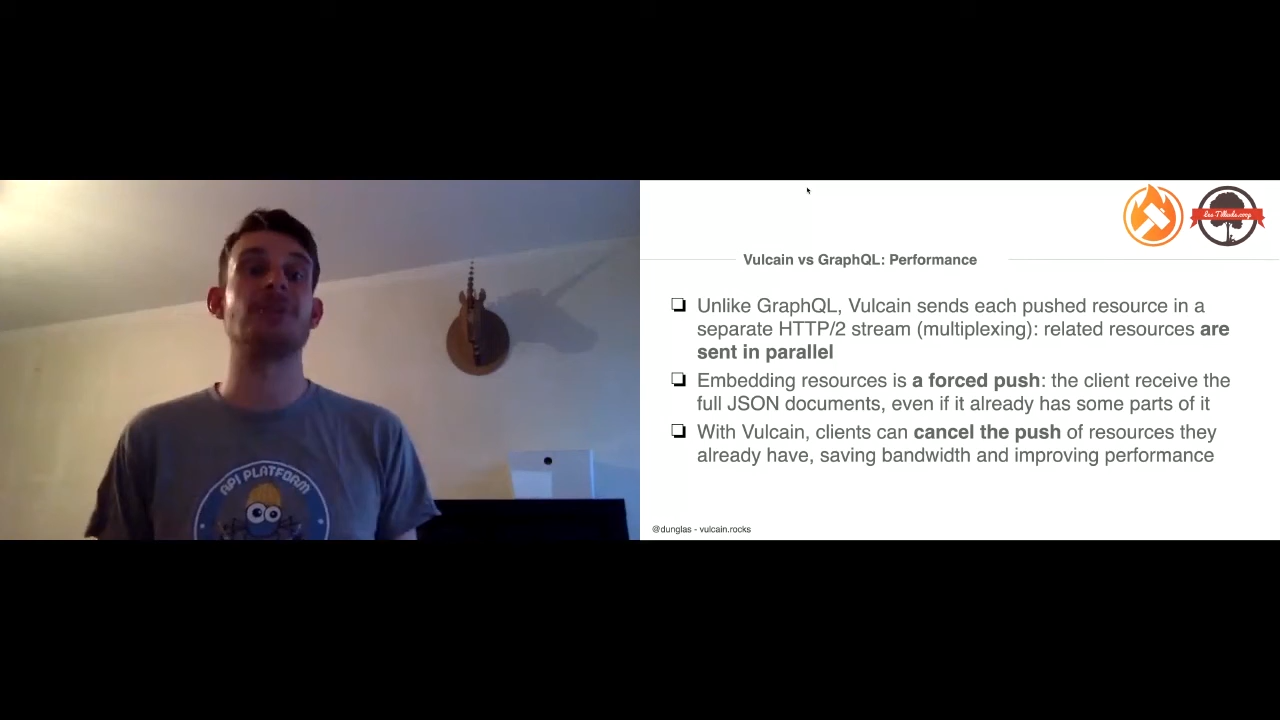 API PLATFORM
Les-Tilleuls.coop
Vulcain vs GraphQL: Performance
Unlike GraphQL, Vulcain sends each pushed resource in a
separate HTTP/2 stream (multiplexing): related resources are
sent in parallel
Embedding resources is a forced push: the client receive the
full JSON documents, even if it already has some parts of it
With Vulcain, clients can cancel the push of resources they
already have, saving bandwidth and improving performance
@dunglas - vulcain.rocks